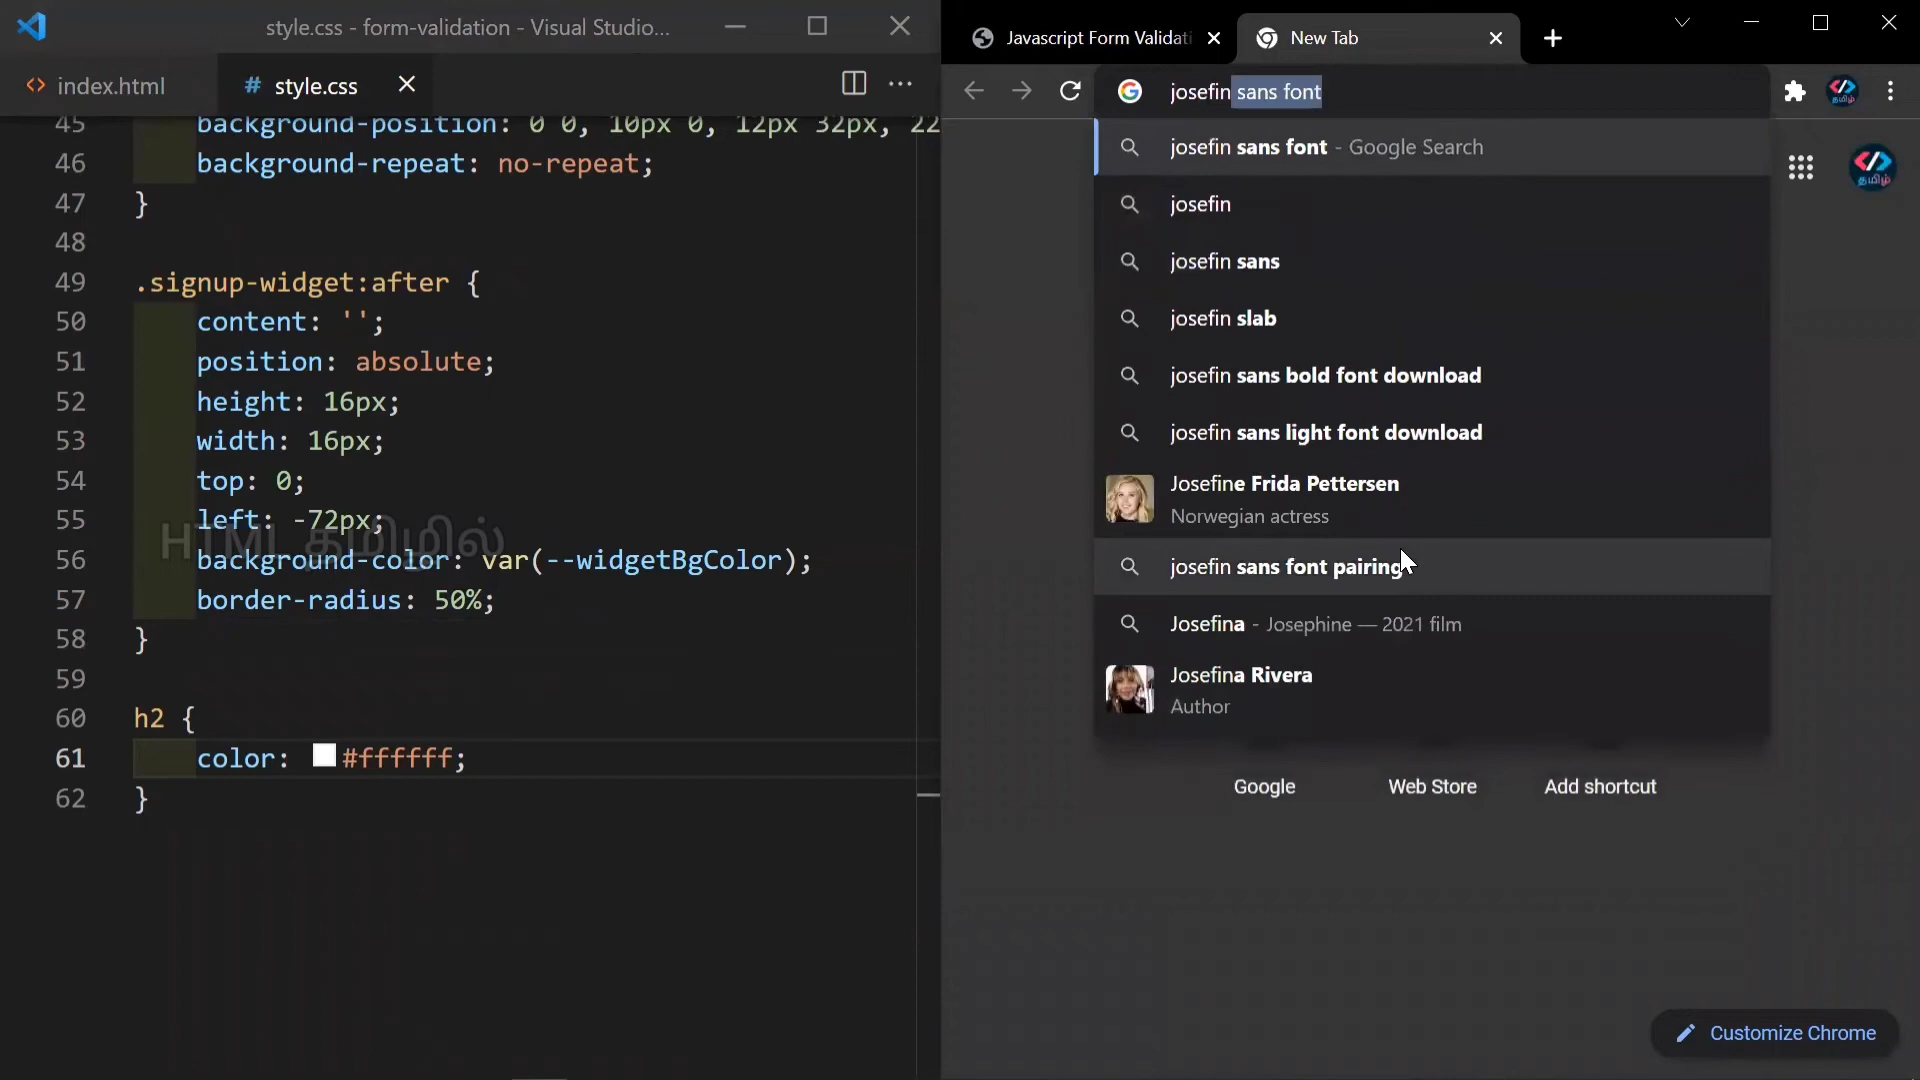 style.css - form-validation - Visual Studio...
index.html
# style.css
45 background-position: 0 0, 10px 0, 12px 32px, 22
46 background-repeat: no-repeat;
47 }
48
49 .signup-widget:after {
50 content: '';
51 position: absolute;
52 height: 16px;
53 width: 16px;
54 top: 0;
55 left: -72px;
HTML தமிழில்
56 background-color: var(--widgetBgColor);
57 border-radius: 50%;
58 }
59
60 h2 {
61 color: #ffffff;
62 }
Javascript Form Validati
New Tab
josefin sans font
josefin sans font - Google Search
josefin
josefin sans
josefin slab
josefin sans bold font download
josefin sans light font download
Josefine Frida Pettersen
Norwegian actress
josefin sans font pairing
Josefina - Josephine — 2021 film
Josefina Rivera
Author
தமிழ்
தமிழ்
Google
Web Store
Add shortcut
Customize Chrome